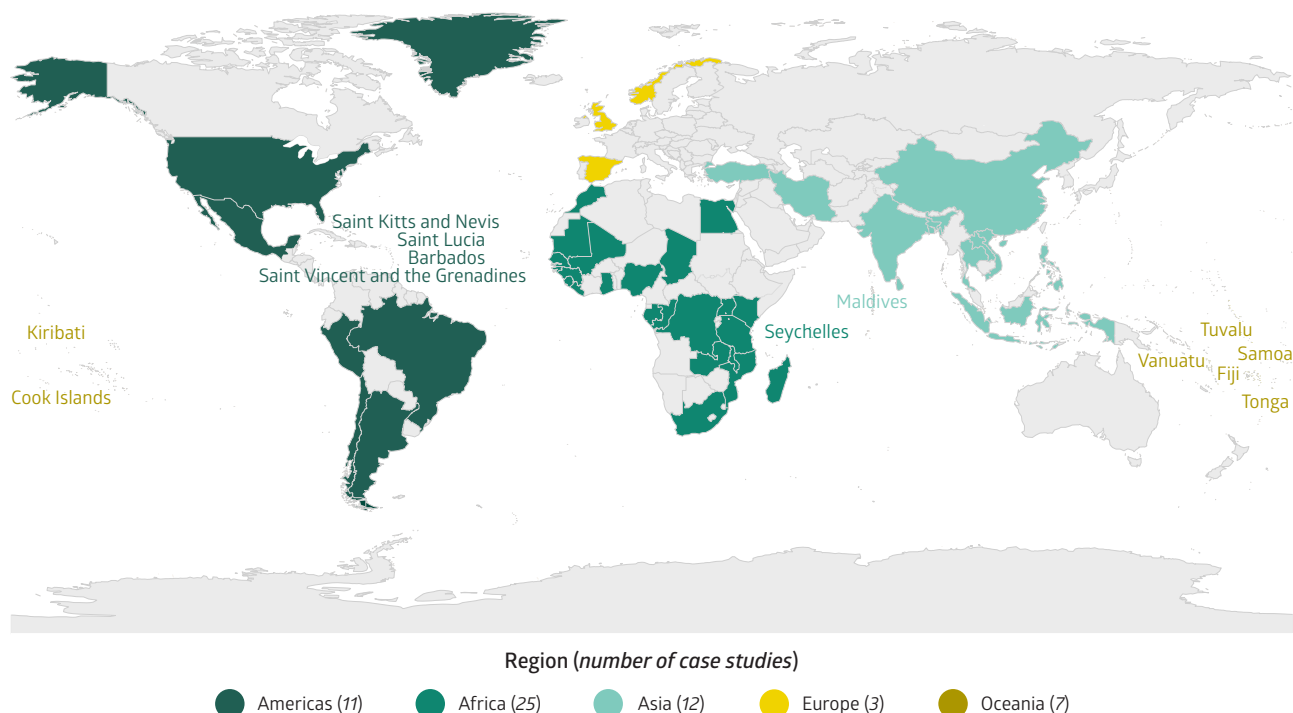 Saint Kitts and Nevis
Saint Lucia
Barbados
Saint Vincent and the Grenadines
Maldives
Seychelles
Kiribati
Cook Islands
Tuvalu
Samoa
Vanuatu
Fiji
Tonga
Region (number of case studies)
Americas (11) Africa (25) Asia (12) Europe (3) Oceania (7)